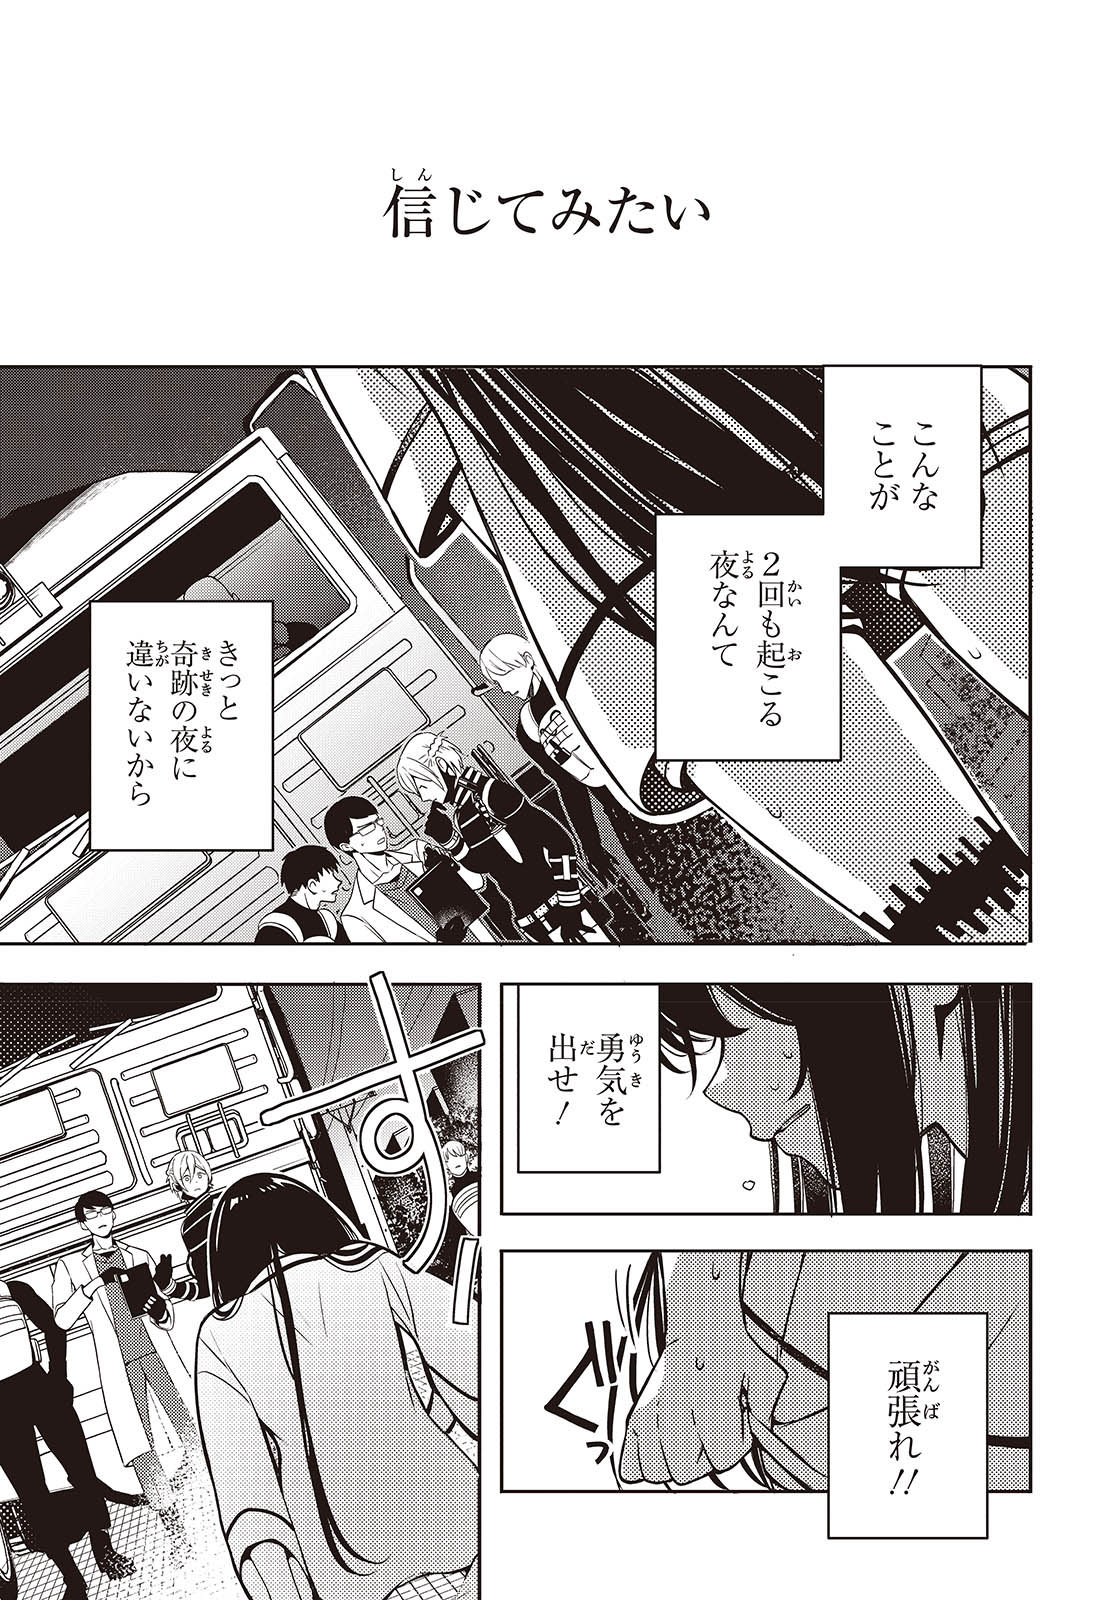 信じてみたい
こんな
ことが
2回も起こる
夜なんて
きっと
奇跡の夜に
違いないから
勇気を
出せ!
頑張れ!!
ぐっ
す…